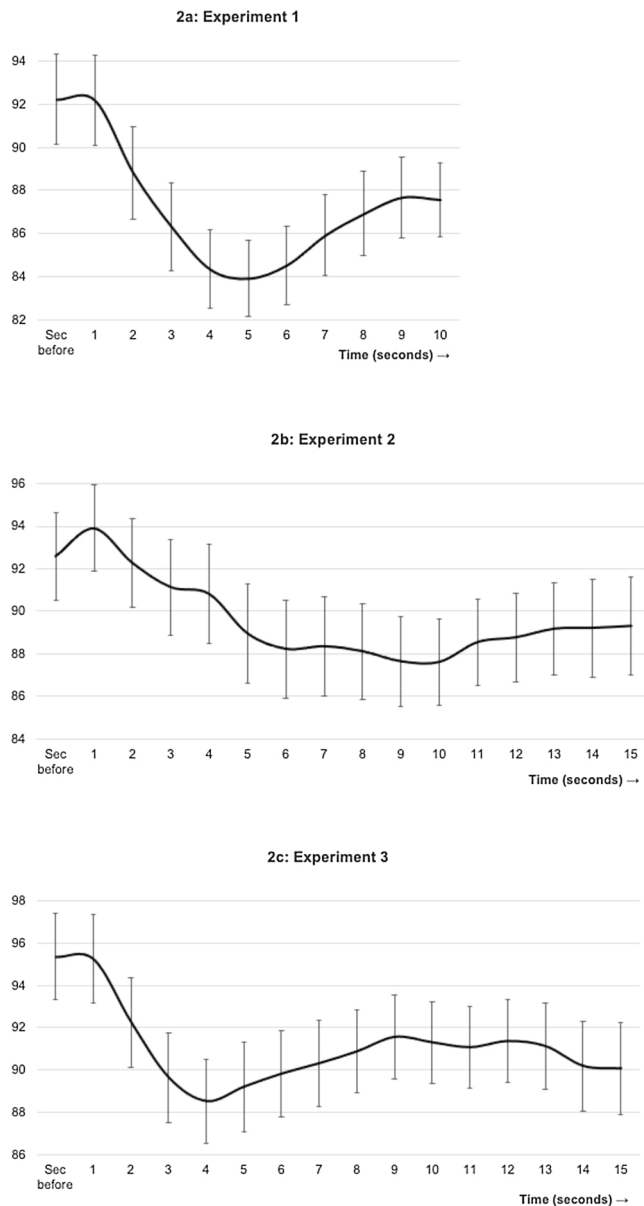 2a: Experiment 1
94
92
90
88
86
84
82
Sec before 1 2 3 4 5 6 7 8 9 10
Time (seconds) →
2b: Experiment 2
96
94
92
90
88
86
84
Sec before 1 2 3 4 5 6 7 8 9 10 11 12 13 14 15
Time (seconds) →
2c: Experiment 3
98
96
94
92
90
88
86
Sec before 1 2 3 4 5 6 7 8 9 10 11 12 13 14 15
Time (seconds) →